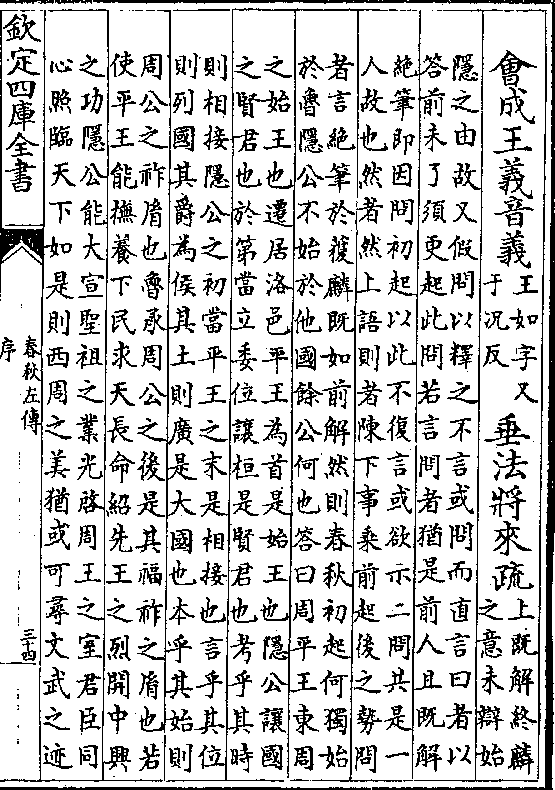 會成王義音義王如字又
于況反
垂法將來疏上既解終麟
之意未辯始
隱之由故又假問以釋之不言或問而直言曰者以
答前未了須更起此問若言問者猶是前人且既解
絶筆即因問初起以此不復言或欲示二問共是一
人故也然者然上語則者陳下事乘前起後之勢問
者言絶筆於獲麟既如前解然則春秋初起何獨始
於魯隱公不始於他國餘公何也答曰周平王東周
之始王也遷居洛邑平王為首是始王也隱公讓國
之賢君也於第當立委位讓桓是賢君也考乎其時
則相接隱公之初當平王之末是相接也言乎其位
則列國其爵為侯其土則廣是大國也本乎其始則
周公之祚胤也魯承周公之後是其福祚之胤也若
使平王能撫養下民求天長命紹先王之烈開中興
之功隱公能大宣聖祖之業光啓周王之室君臣同
心照臨天下如是則西周之美猶或可尋文武之迹
欽定四庫全書
春秋左傳
序
三十四